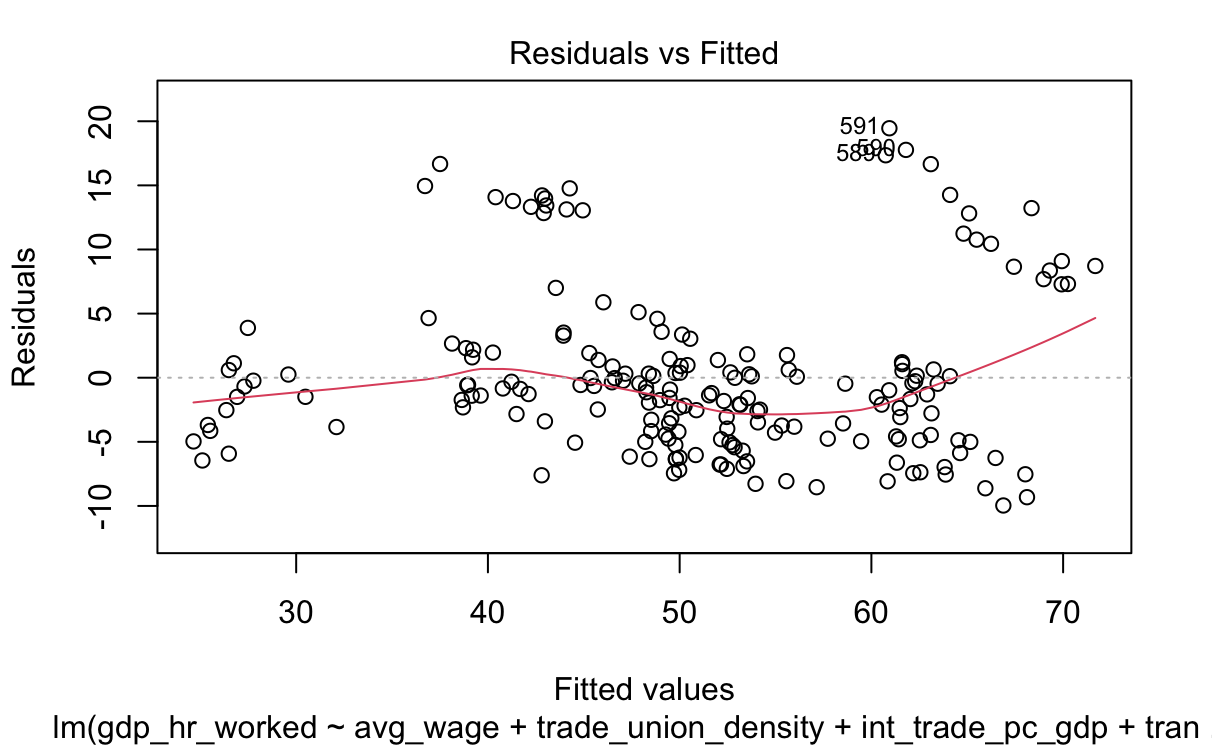 Residuals vs Fitted
Residuals
20
15
10
5
0
-5
-10
591
590
589
30 40 50 60 70
Fitted values
lm(gdp_hr_worked ~ avg_wage + trade_union_density + int_trade_pc_gdp + tran